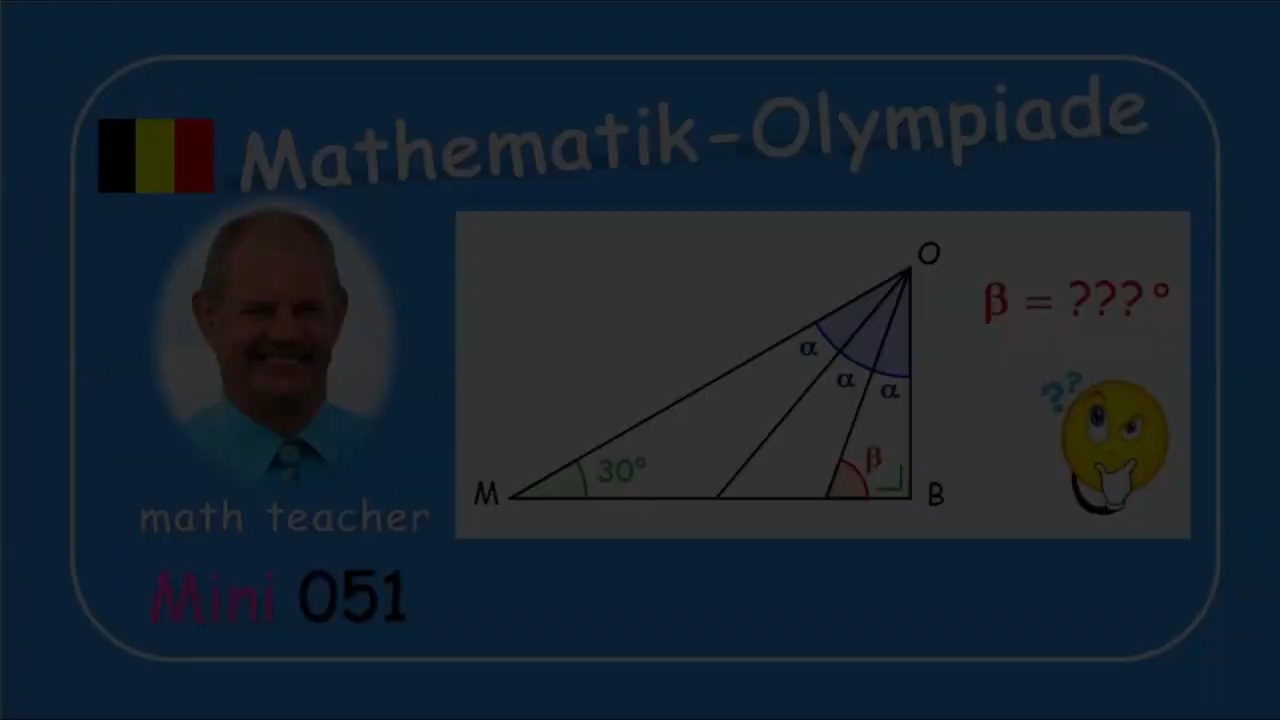 Mathematik-Olympiade
O
β = ???°
α
α
α
??
β
30°
M
B
math teacher
Mini 051